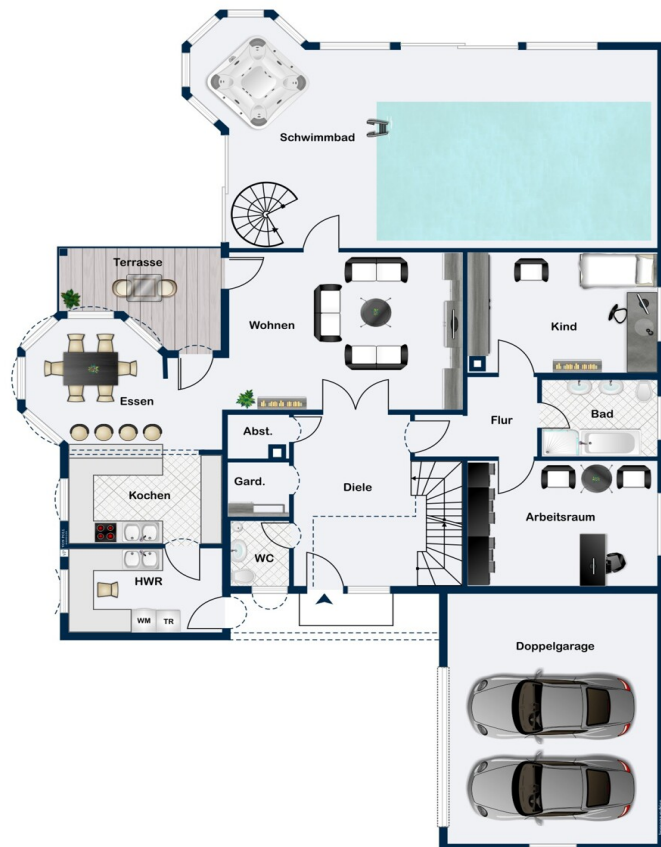 Schwimmbad
Terrasse
Wohnen
Kind
Essen
Abst.
Flur
Bad
Gard.
Diele
Kochen
Arbeitsraum
WC
HWR
WM
TR
Doppelgarage